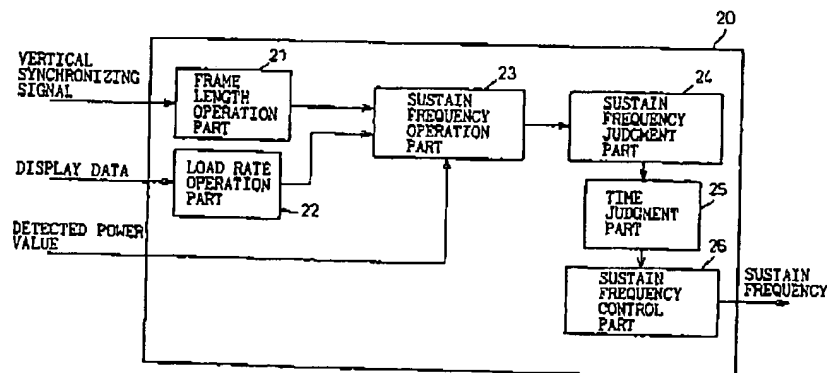 20
VERTICAL
SYNCHRONIZING
SIGNAL
21
FRAME
LENGTH
OPERATION
PART
23
SUSTAIN
FREQUENCY
OPERATION
PART
24
SUSTAIN
FREQUENCY
JUDGMENT
PART
DISPLAY DATA
LOAD RATE
OPERATION
PART
22
25
TIME
JUDGMENT
PART
DETECTED POWER
VALUE
26
SUSTAIN
FREQUENCY
CONTROL
PART
SUSTAIN
FREQUENCY